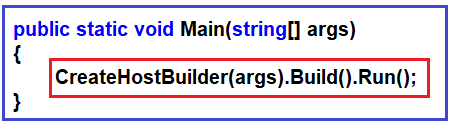 public static void Main(string[] args)
{
CreateHostBuilder(args).Build().Run();
}